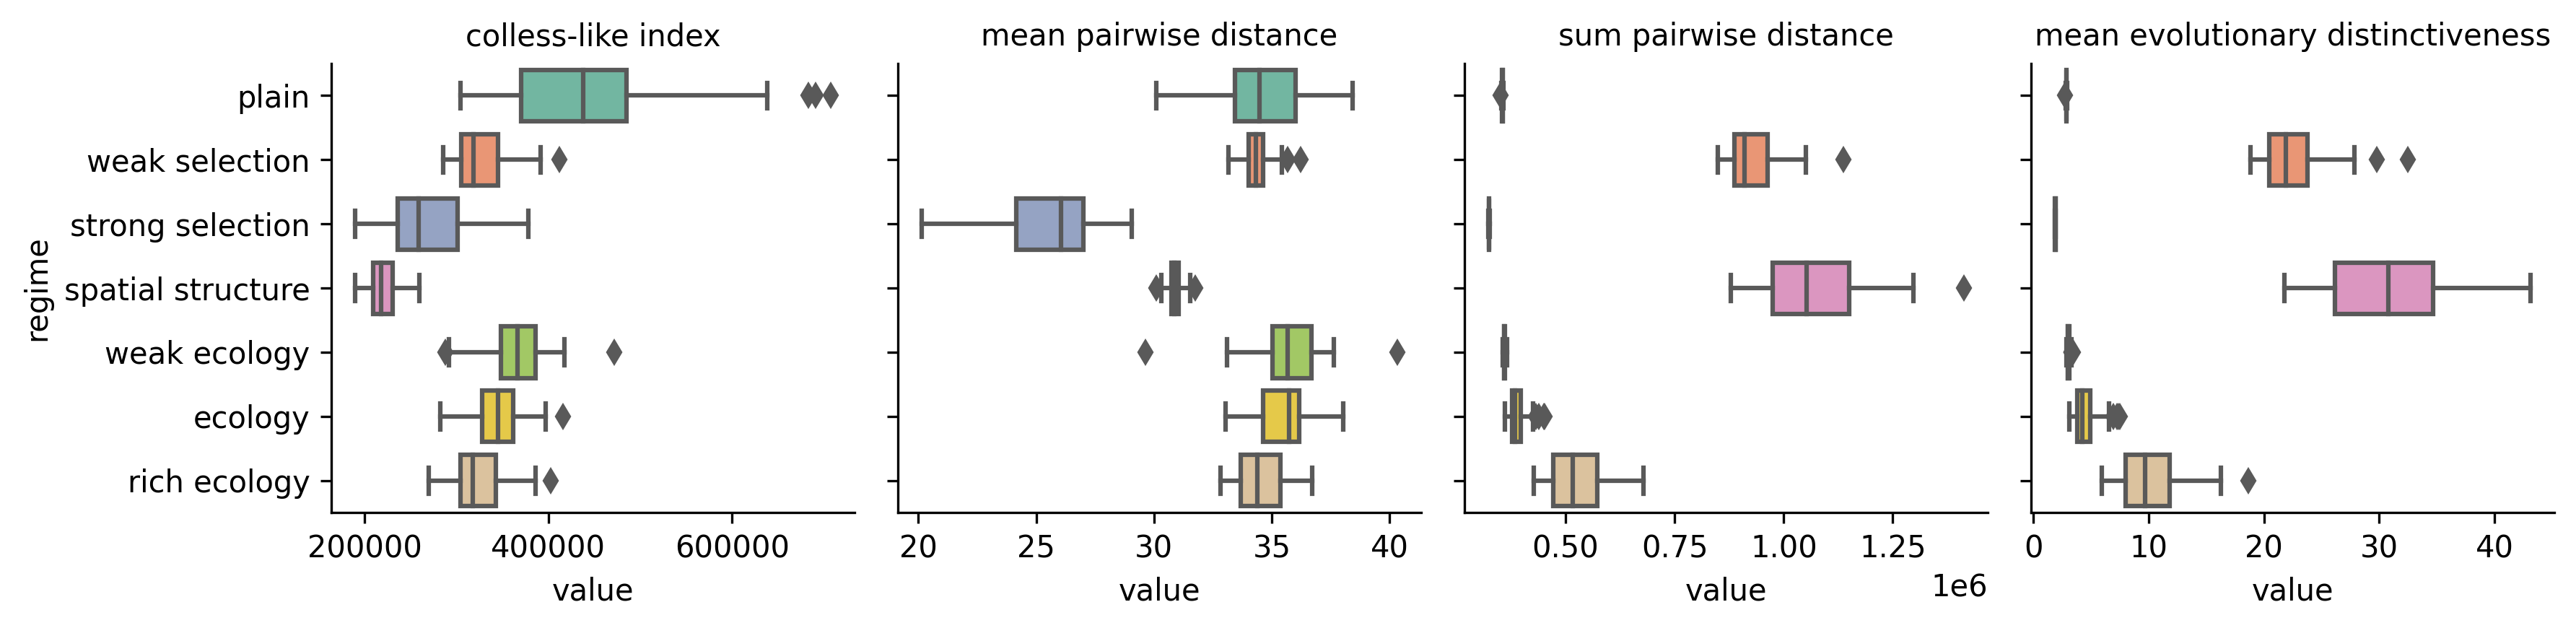 colless-like index
mean pairwise distance
sum pairwise distance
mean evolutionary distinctiveness
regime
plain
weak selection
strong selection
spatial structure
weak ecology
ecology
rich ecology
200000 400000 600000
20 25 30 35 40
0.50 0.75 1.00 1.25
0 10 20 30 40
1e6
value
value
value
value